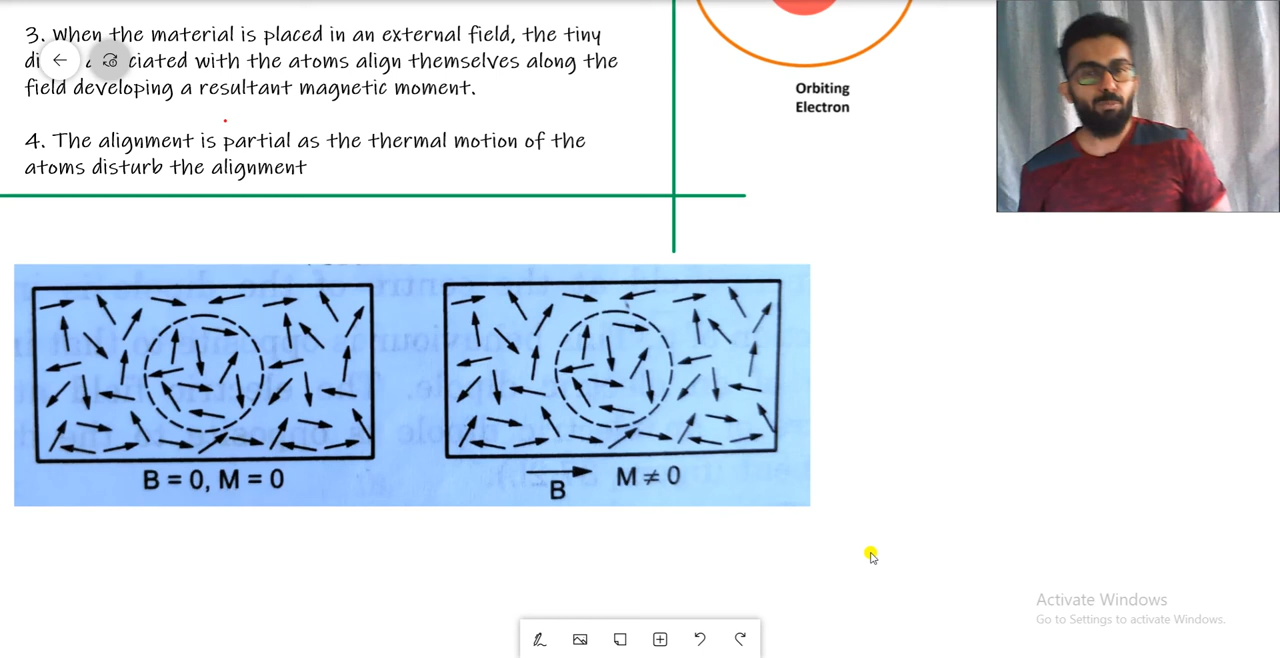 3. When the material is placed in an external field, the tiny
ciated with the atoms align themselves along the
field developing a resultant magnetic moment.
4. The alignment is partial as the thermal motion of the
atoms disturb the alignment
Orbiting
Electron
B = 0, M = 0
B
M ≠ 0
Activate Windows
Go to Settings to activate Windows.